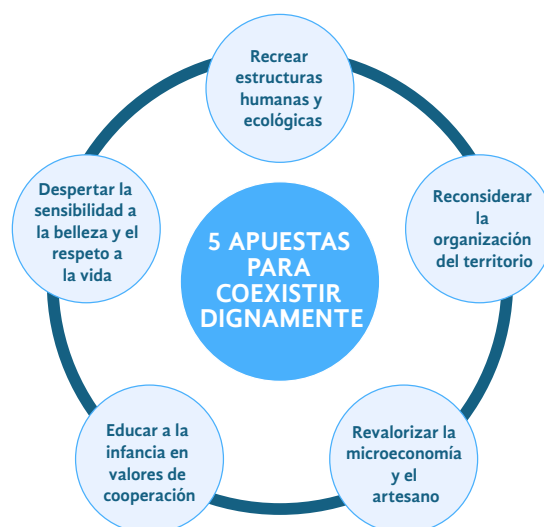 Recrear
estructuras
humanas y
ecológicas
Reconsiderar
la
organización
del territorio
Revalorizar la
microeconomía
y el
artesano
Educar a la
infancia en
valores de
cooperación
Despertar la
sensibilidad a
la belleza y el
respeto a
la vida
5 APUESTAS
PARA
COEXISTIR
DIGNAMENTE